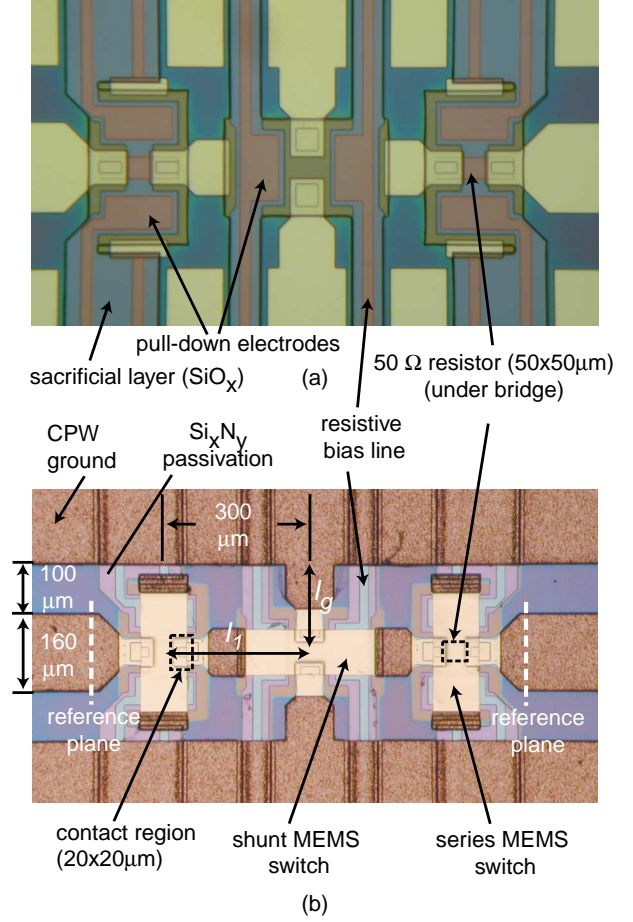 pull-down electrodes
sacrificial layer (SiOx)
(a)
50 Ω resistor (50x50μm)
(under bridge)
CPW
ground
SixNy
passivation
resistive
bias line
300
μm
100
μm
lg
160
μm
l1
reference
plane
reference
plane
contact region
(20x20μm)
shunt MEMS
switch
series MEMS
switch
(b)